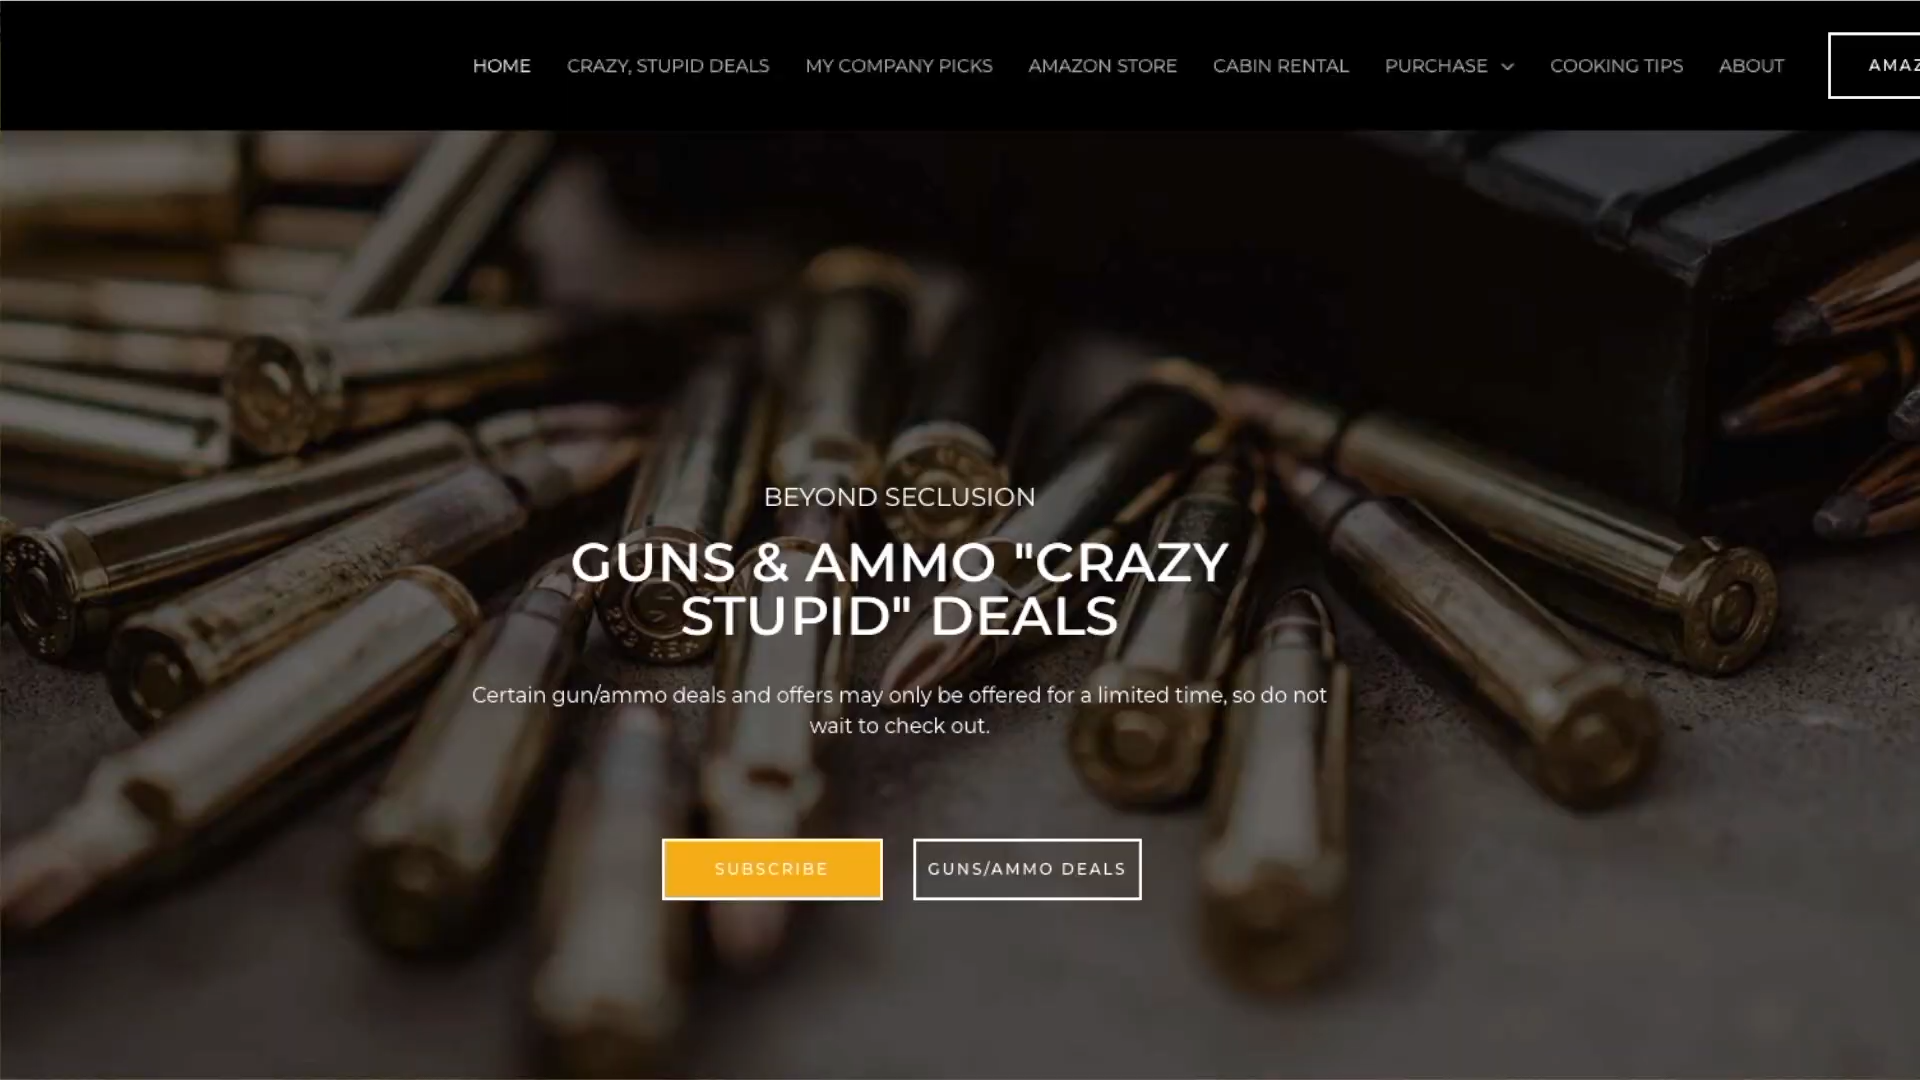 HOME CRAZY, STUPID DEALS MY COMPANY PICKS AMAZON STORE CABIN RENTAL PURCHASE COOKING TIPS ABOUT
BEYOND SECLUSION
GUNS & AMMO "CRAZY
STUPID" DEALS
Certain gun/ammo deals and offers may only be offered for a limited time, so do not
wait to check out.
SUBSCRIBE GUNS/AMMO DEALS